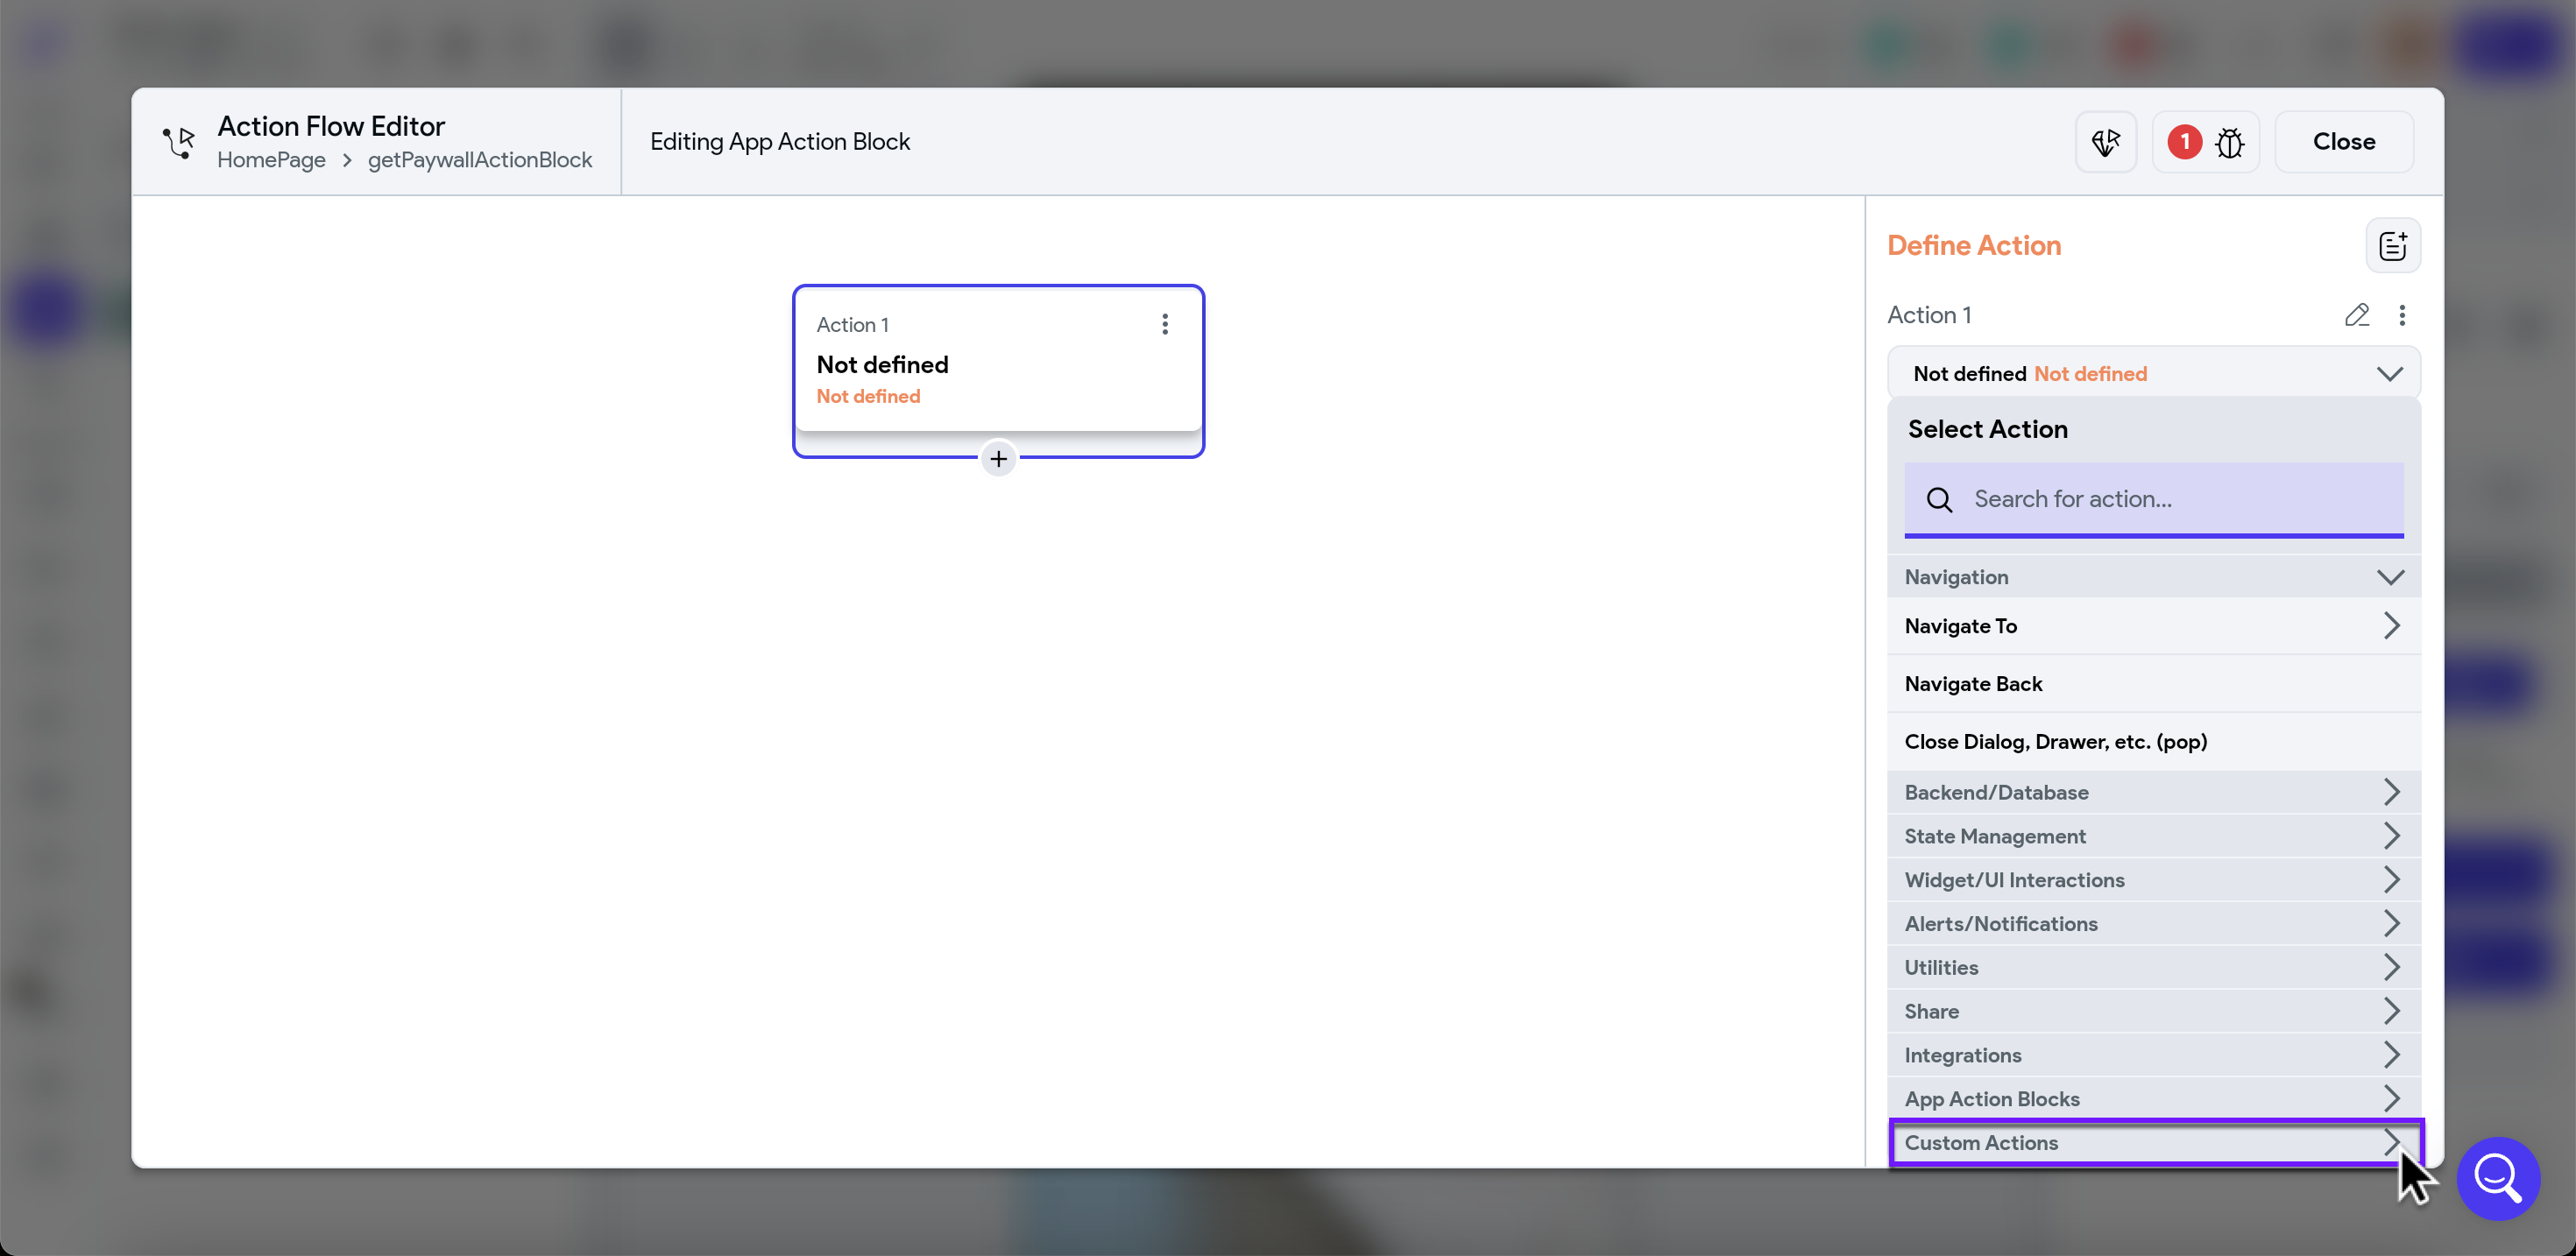 Action Flow Editor
HomePage > getPaywallActionBlock
Editing App Action Block
1
Close
Action 1
Not defined
Not defined
Define Action
Action 1
Not defined Not defined
Select Action
Search for action...
Navigation
Navigate To
Navigate Back
Close Dialog, Drawer, etc. (pop)
Backend/Database
State Management
Widget/UI Interactions
Alerts/Notifications
Utilities
Share
Integrations
App Action Blocks
Custom Actions